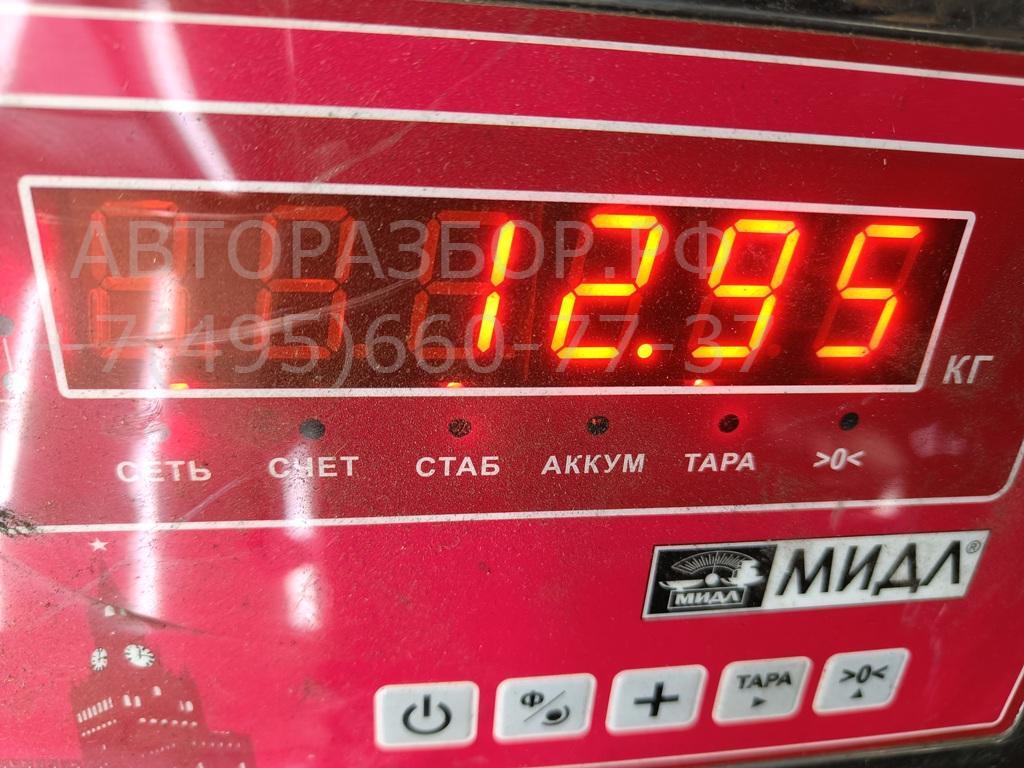 АВТОРАЗБОР.РФ
12.95
-7(495)660-77-37
КГ
СЕТЬ СЧЕТ СТАБ АККУМ ТАРА >0<
МИДЛ МИДЛ®
Ф ТАРА >0<